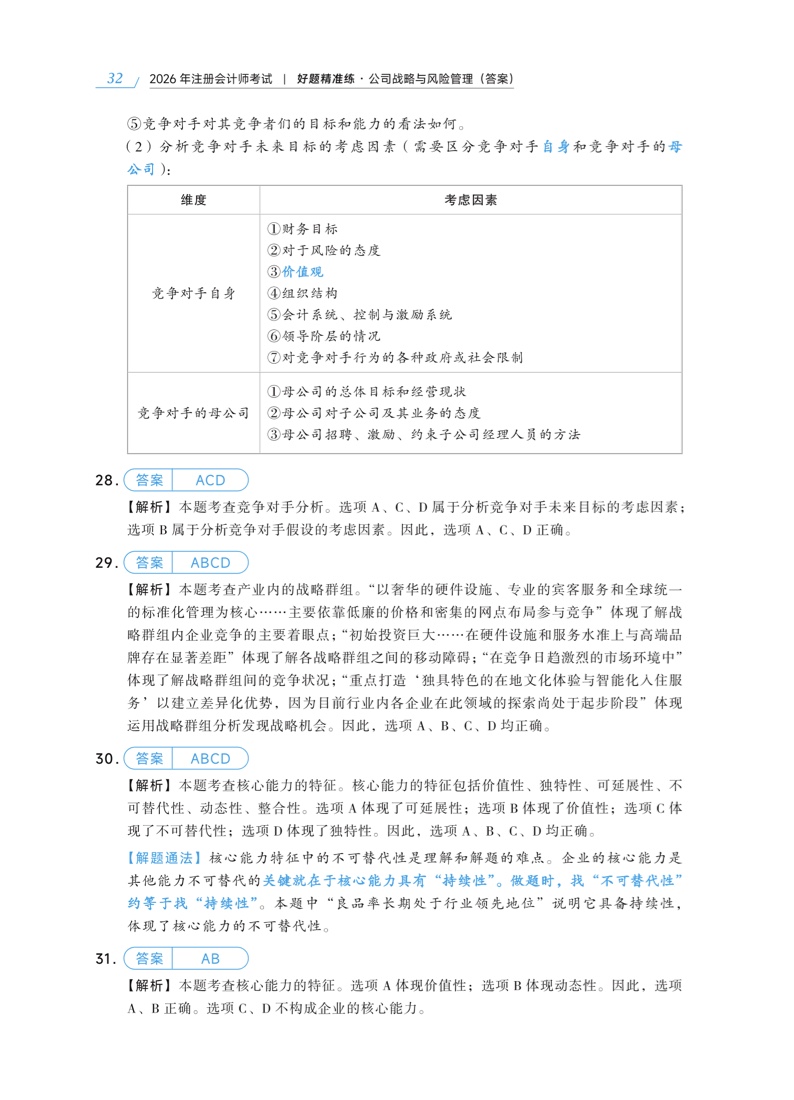 32 2026 年注册会计师考试 | 好题精准练 · 公司战略与风险管理（答案）
⑤竞争对手对其竞争者们的目标和能力的看法如何。
（2）分析竞争对手未来目标的考虑因素（需要区分竞争对手自身和竞争对手的母
公司）：
维度 考虑因素
竞争对手自身
①财务目标
②对于风险的态度
③价值观
④组织结构
⑤会计系统、控制与激励系统
⑥领导阶层的情况
⑦对竞争对手行为的各种政府或社会限制
竞争对手的母公司
①母公司的总体目标和经营现状
②母公司对子公司及其业务的态度
③母公司招聘、激励、约束子公司经理人员的方法
28. 答案 ACD
【解析】本题考查竞争对手分析。选项 A、C、D 属于分析竞争对手未来目标的考虑因素；
选项 B 属于分析竞争对手假设的考虑因素。因此，选项 A、C、D 正确。
29. 答案 ABCD
【解析】本题考查产业内的战略群组。“以奢华的硬件设施、专业的宾客服务和全球统一
的标准化管理为核心……主要依靠低廉的价格和密集的网点布局参与竞争”体现了解战
略群组内企业竞争的主要着眼点；“初始投资巨大……在硬件设施和服务水准上与高端品
牌存在显著差距”体现了解各战略群组之间的移动障碍；“在竞争日趋激烈的市场环境中”
体现了解战略群组间的竞争状况；“重点打造‘独具特色的在地文化体验与智能化入住服
务’以建立差异化优势，因为目前行业内各企业在此领域的探索尚处于起步阶段”体现
运用战略群组分析发现战略机会。因此，选项 A、B、C、D 均正确。
30. 答案 ABCD
【解析】本题考查核心能力的特征。核心能力的特征包括价值性、独特性、可延展性、不
可替代性、动态性、整合性。选项 A 体现了可延展性；选项 B 体现了价值性；选项 C 体
现了不可替代性；选项 D 体现了独特性。因此，选项 A、B、C、D 均正确。
【解题通法】核心能力特征中的不可替代性是理解和解题的难点。企业的核心能力是
其他能力不可替代的关键就在于核心能力具有“持续性”。做题时，找“不可替代性”
约等于找“持续性”。本题中“良品率长期处于行业领先地位”说明它具备持续性，
体现了核心能力的不可替代性。
31. 答案 AB
【解析】本题考查核心能力的特征。选项 A 体现价值性；选项 B 体现动态性。因此，选项
A、B 正确。选项 C、D 不构成企业的核心能力。